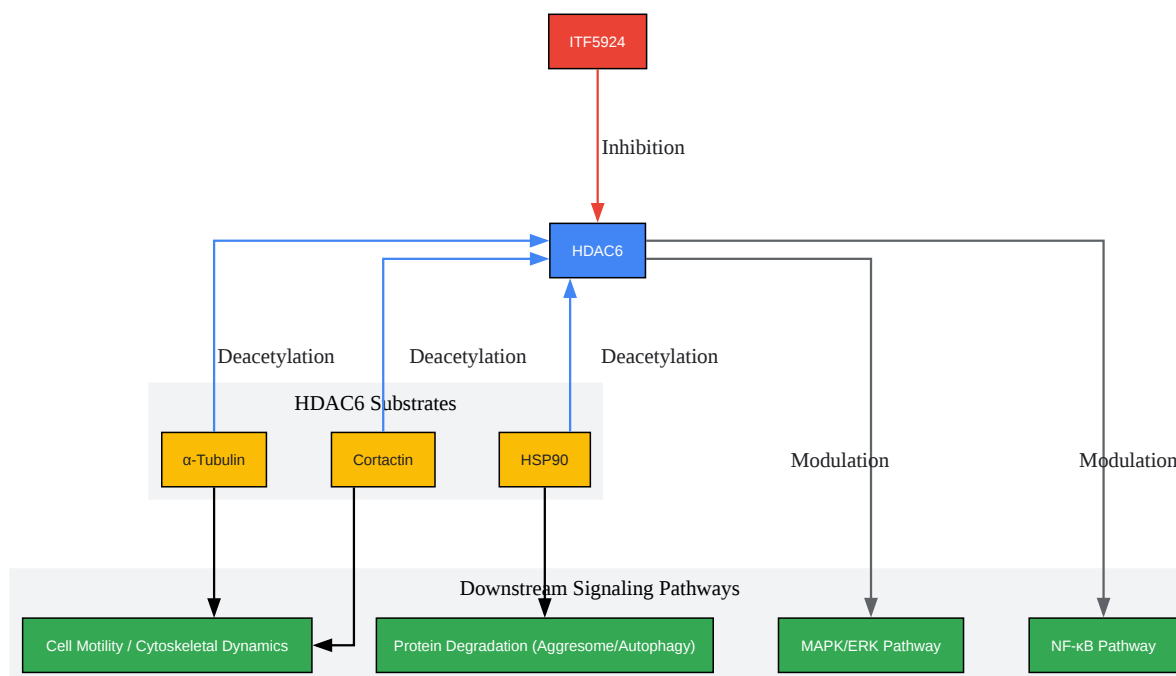 ITF5924
Inhibition
HDAC6
Deacetylation
Deacetylation
Deacetylation
HDAC6 Substrates
α-Tubulin
Cortactin
HSP90
Modulation
Modulation
Downstream Signaling Pathways
Cell Motility / Cytoskeletal Dynamics
Protein Degradation (Aggresome/Autophagy)
MAPK/ERK Pathway
NF-κB Pathway